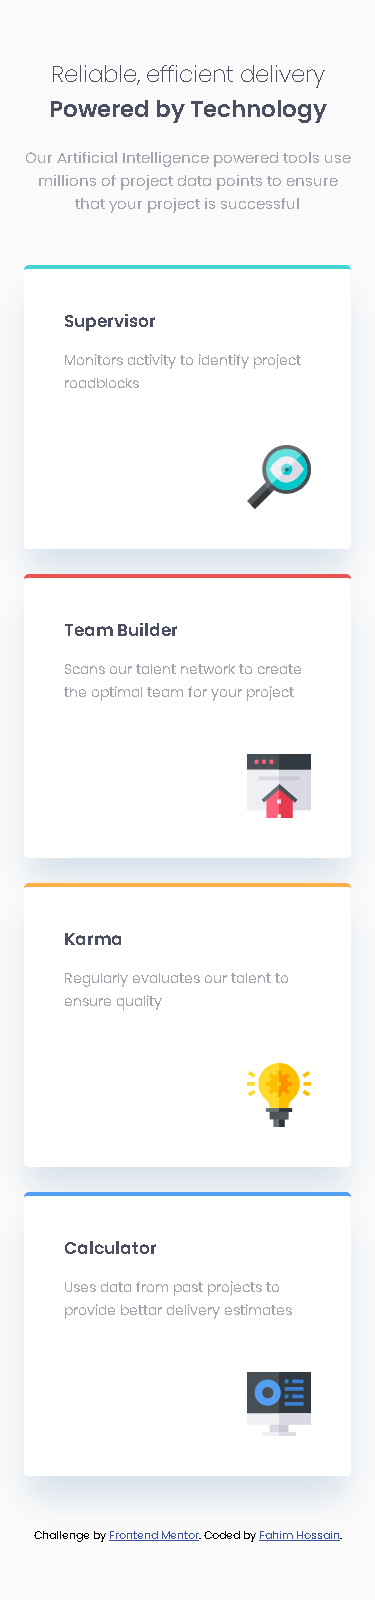 Reliable, efficient delivery
Powered by Technology
Our Artificial Intelligence powered tools use
millions of project data points to ensure
that your project is successful
Supervisor
Monitors activity to identify project
roadblocks
Team Builder
Scans our talent network to create
the optimal team for your project
Karma
Regularly evaluates our talent to
ensure quality
Calculator
Uses data from past projects to
provide bettar delivery estimates
Challenge by Frontend Mentor. Coded by Fahim Hossain.